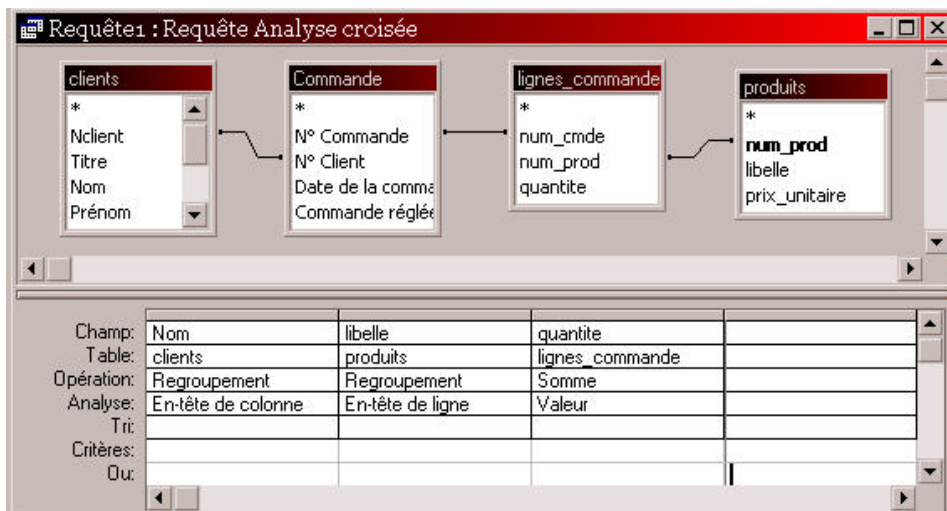 Requête1 : Requête Analyse croisée
clients
*
Nclient
Titre
Nom
Prénom
Commande
*
N° Commande
N° Client
Date de la comma
Commande réglée
lignes_commande
*
num_cmde
num_prod
quantite
produits
*
num_prod
libelle
prix_unitaire
Champ: Nom libelle quantite
Table: clients produits lignes_commande
Opération: Regroupement Regroupement Somme
Analyse: En-tête de colonne En-tête de ligne Valeur
Tri:
Critères:
Ou: